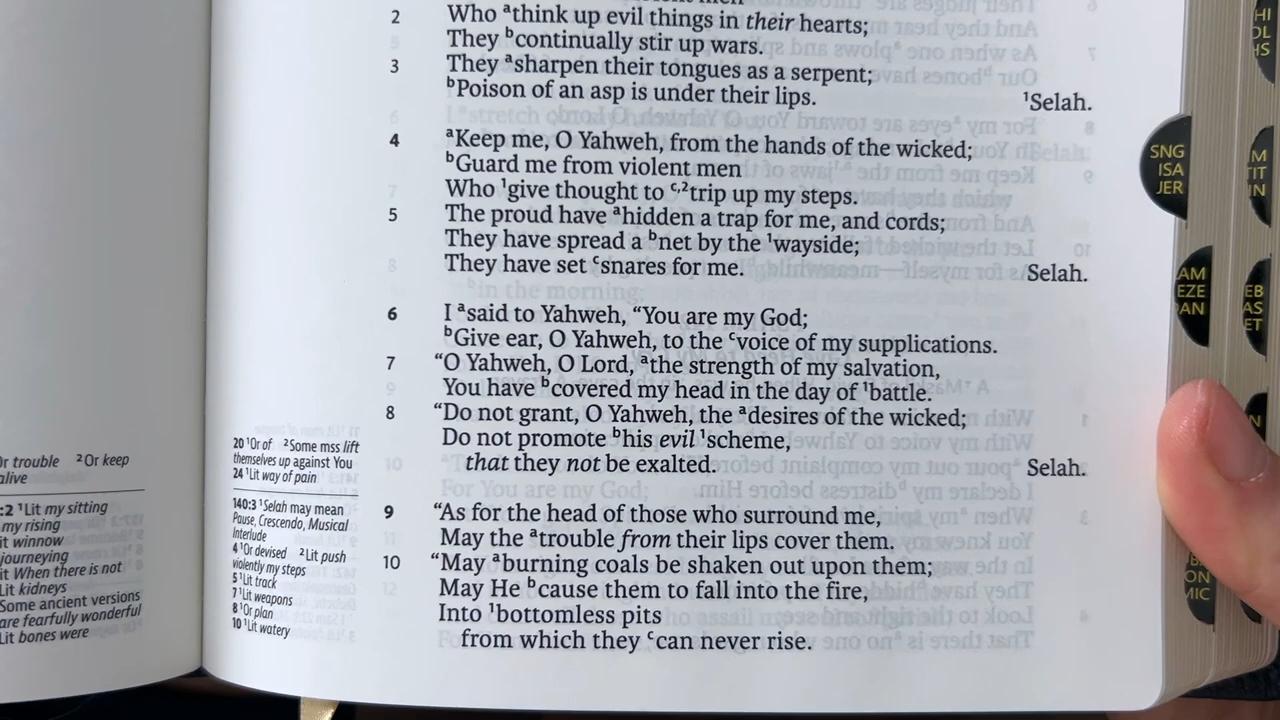 2 Who ᵃthink up evil things in their hearts;
They ᵇcontinually stir up wars.
3 They ᵃsharpen their tongues as a serpent;
ᵇPoison of an asp is under their lips. ¹Selah.
4 ᵃKeep me, O Yahweh, from the hands of the wicked;
ᵇGuard me from violent men
Who ¹give thought to ᶜ,²trip up my steps.
5 The proud have ᵃhidden a trap for me, and cords;
They have spread a ᵇnet by the ¹wayside;
They have set ᶜsnares for me. Selah.
6 I ᵃsaid to Yahweh, “You are my God;
ᵇGive ear, O Yahweh, to the ᶜvoice of my supplications.
7 “O Yahweh, O Lord, ᵃthe strength of my salvation,
You have ᵇcovered my head in the day of ¹battle.
8 “Do not grant, O Yahweh, the ᵃdesires of the wicked;
Do not promote ᵇhis evil ¹scheme,
that they not be exalted. Selah.
9 “As for the head of those who surround me,
May the ᵃtrouble from their lips cover them.
10 “May ᵃburning coals be shaken out upon them;
May He ᵇcause them to fall into the fire,
Into ¹bottomless pits
from which they ᶜcan never rise.
20 ¹Or of ²Some mss lift
themselves up against You
24 ¹Lit way of pain
140:3 ¹Selah may mean
Pause, Crescendo, Musical
Interlude
4 ¹Or devised ²Lit push
violently my steps
5 ¹Lit track
7 ¹Lit weapons
8 ¹Or plan
10 ¹Lit watery
Or trouble ²Or keep
alive
:2 ¹Lit my sitting
my rising
it winnow
journeying
it When there is not
Lit kidneys
Some ancient versions
are fearfully wonderful
Lit bones were
SNG
ISA
JER
AM
EZE
DAN